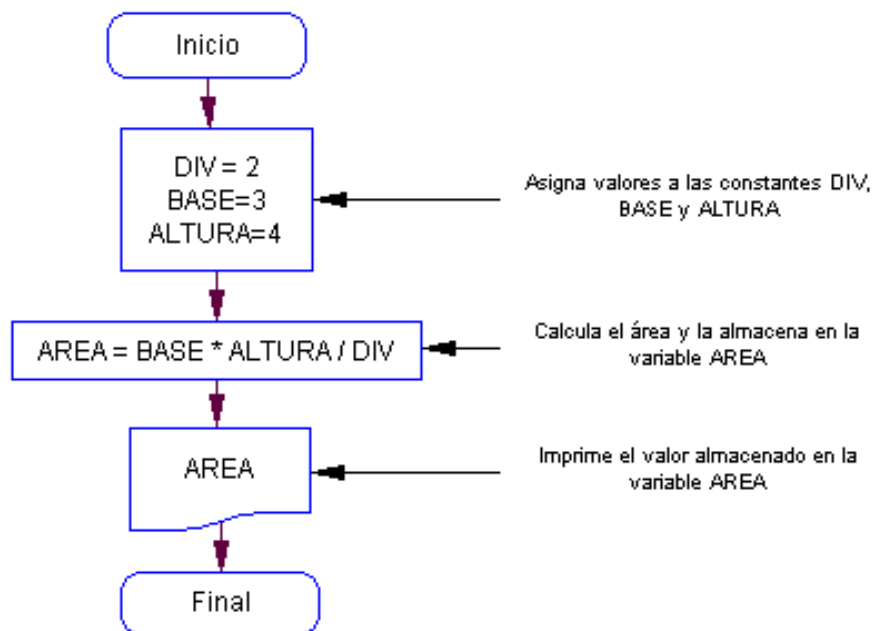 Inicio
DIV = 2
BASE=3
ALTURA=4
Asigna valores a las constantes DIV,
BASE y ALTURA
AREA = BASE * ALTURA / DIV
Calcula el área y la almacena en la
variable AREA
AREA
Imprime el valor almacenado en la
variable AREA
Final